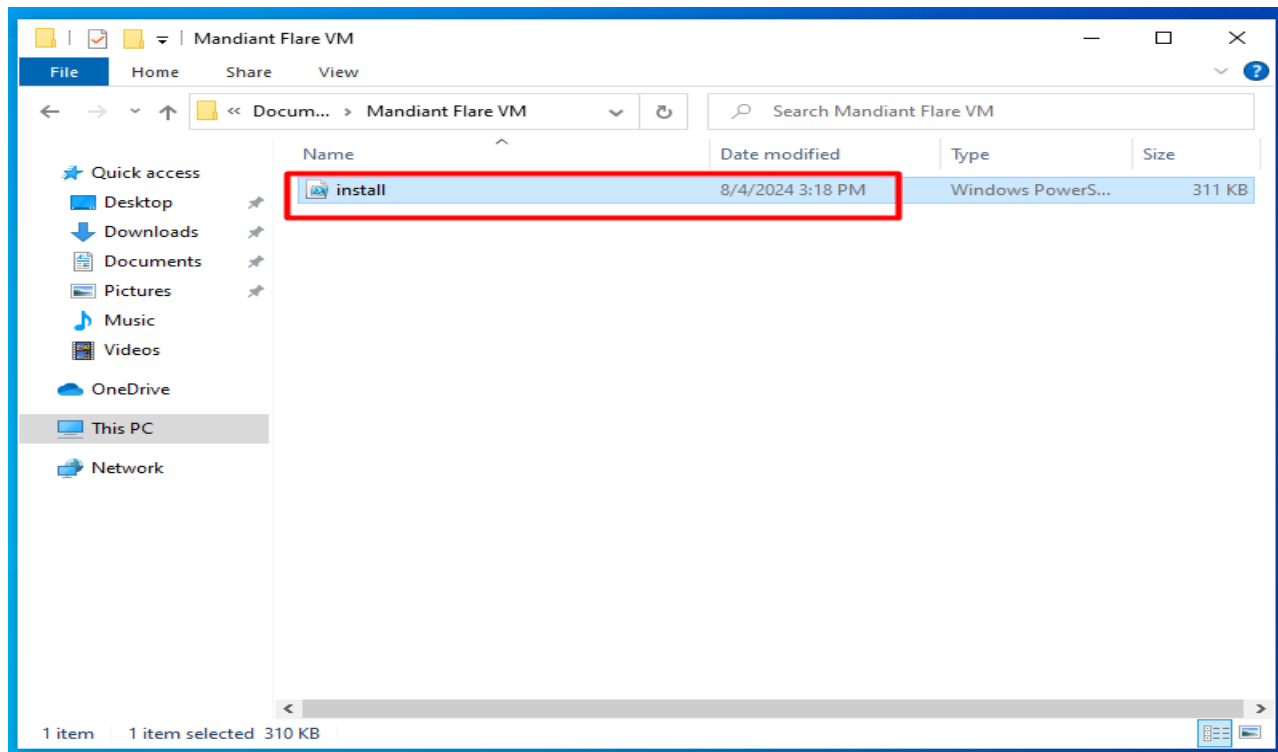 Mandiant Flare VM
File Home Share View ?
« Docum... > Mandiant Flare VM Search Mandiant Flare VM
Name Date modified Type Size
Quick access
install 8/4/2024 3:18 PM Windows PowerS... 311 KB
Desktop
Downloads
Documents
Pictures
Music
Videos
OneDrive
This PC
Network
1 item 1 item selected 310 KB